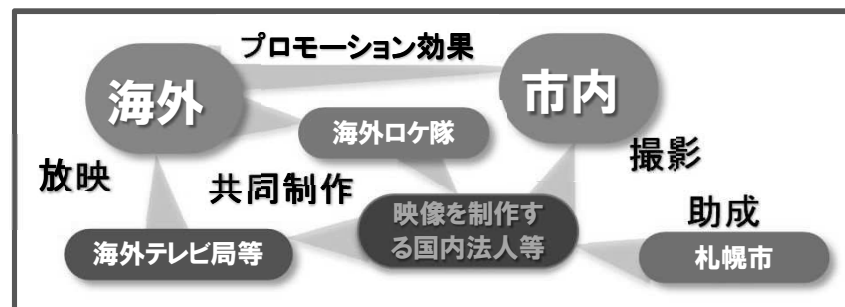 プロモーション効果
海外
市内
海外ロケ隊
撮影
放映
共同制作
映像を制作す
る国内法人等
助成
海外テレビ局等
札幌市